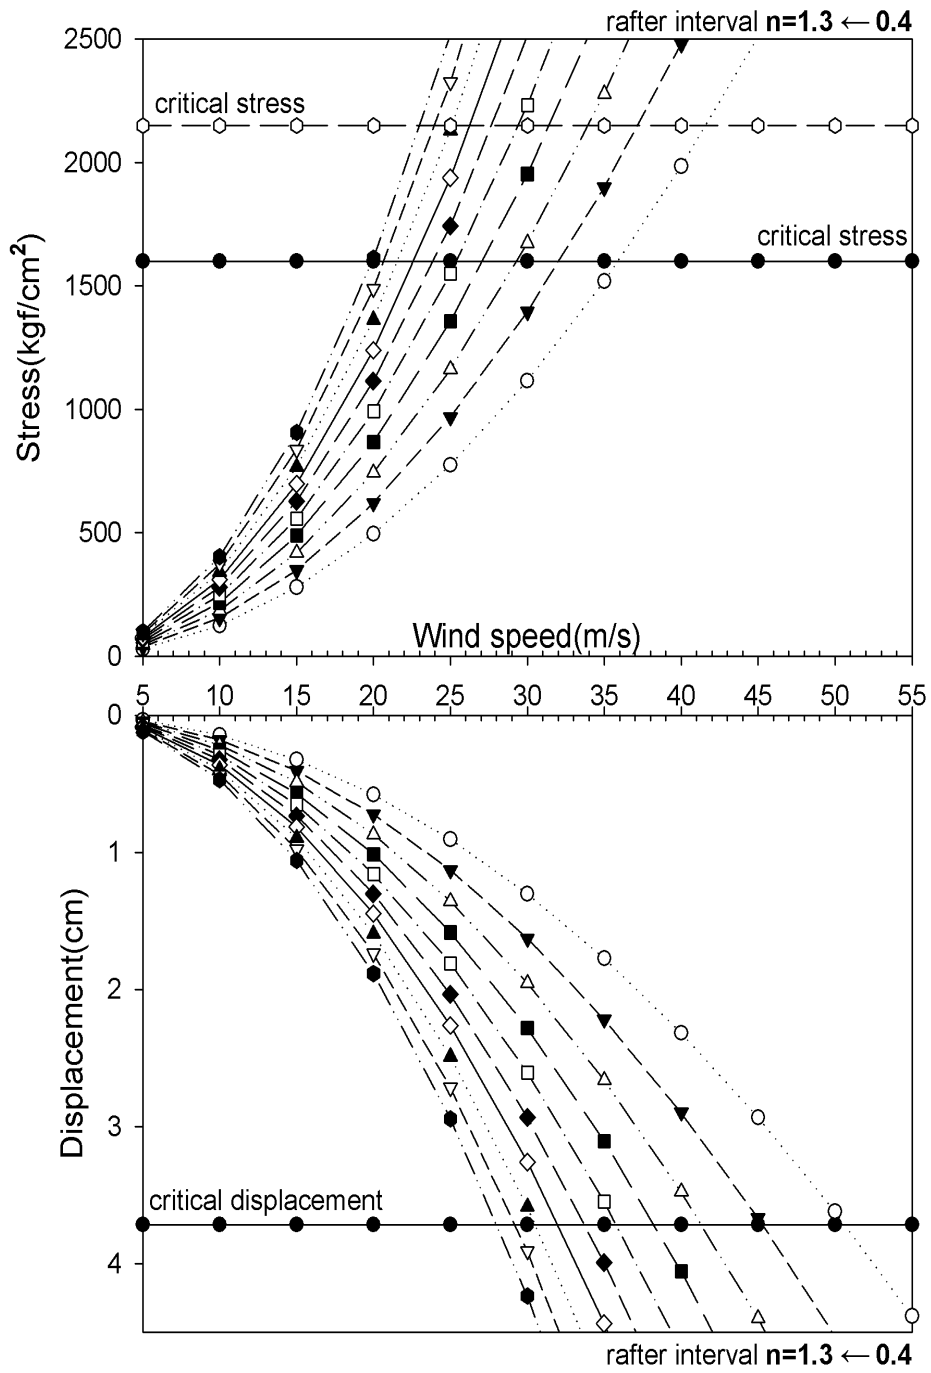 rafter interval n=1.3 ← 0.4
2500
critical stress
2000
critical stress
1500
Stress(kgf/cm²)
1000
500
Wind speed(m/s)
0
5 10 15 20 25 30 35 40 45 50 55
0
1
Displacement(cm)
2
3
critical displacement
4
rafter interval n=1.3 ← 0.4